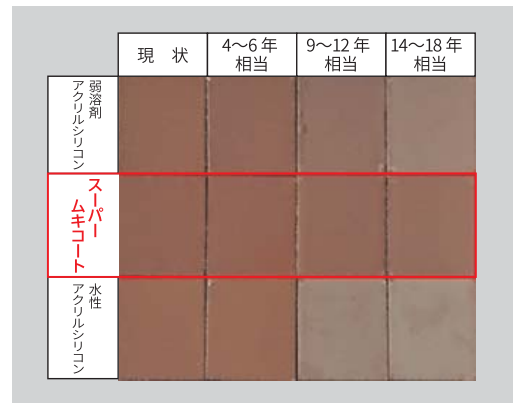 現 状
4～6 年
相当
9～12 年
相当
14～18 年
相当
弱溶剤
アクリルシリコン
スーパー
ムキコート
水性
アクリルシリコン